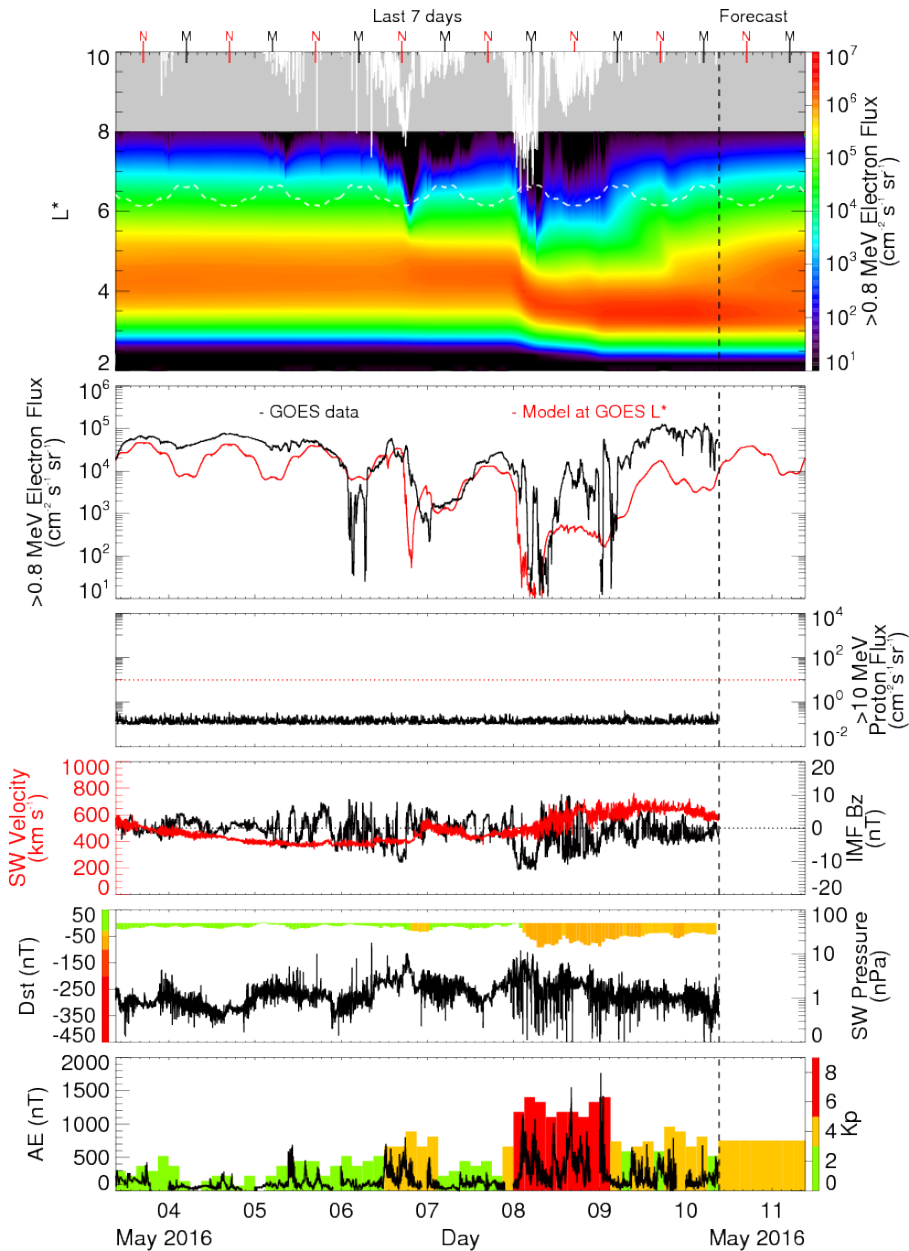 Last 7 days Forecast
N M N M N M N M N M N M N M N M
10
8
6
4
2
L*
10⁷
10⁶
10⁵
10⁴
10³
10²
10¹
>0.8 MeV Electron Flux
(cm⁻² s⁻¹ sr⁻¹)
10⁶
10⁵
10⁴
10³
10²
10¹
>0.8 MeV Electron Flux
(cm⁻² s⁻¹ sr⁻¹)
- GOES data - Model at GOES L*
10⁴
10²
10⁰
10⁻²
>10 MeV
Proton Flux
(cm⁻²s⁻¹sr⁻¹)
1000
800
600
400
200
0
SW Velocity
(km s⁻¹)
20
10
0
-10
-20
IMF Bz
(nT)
50
-50
-150
-250
-350
-450
Dst (nT)
100
10
1
0
SW Pressure
(nPa)
2000
1500
1000
500
0
AE (nT)
8
6
4
2
0
Kp
04 05 06 07 08 09 10 11
May 2016 Day May 2016